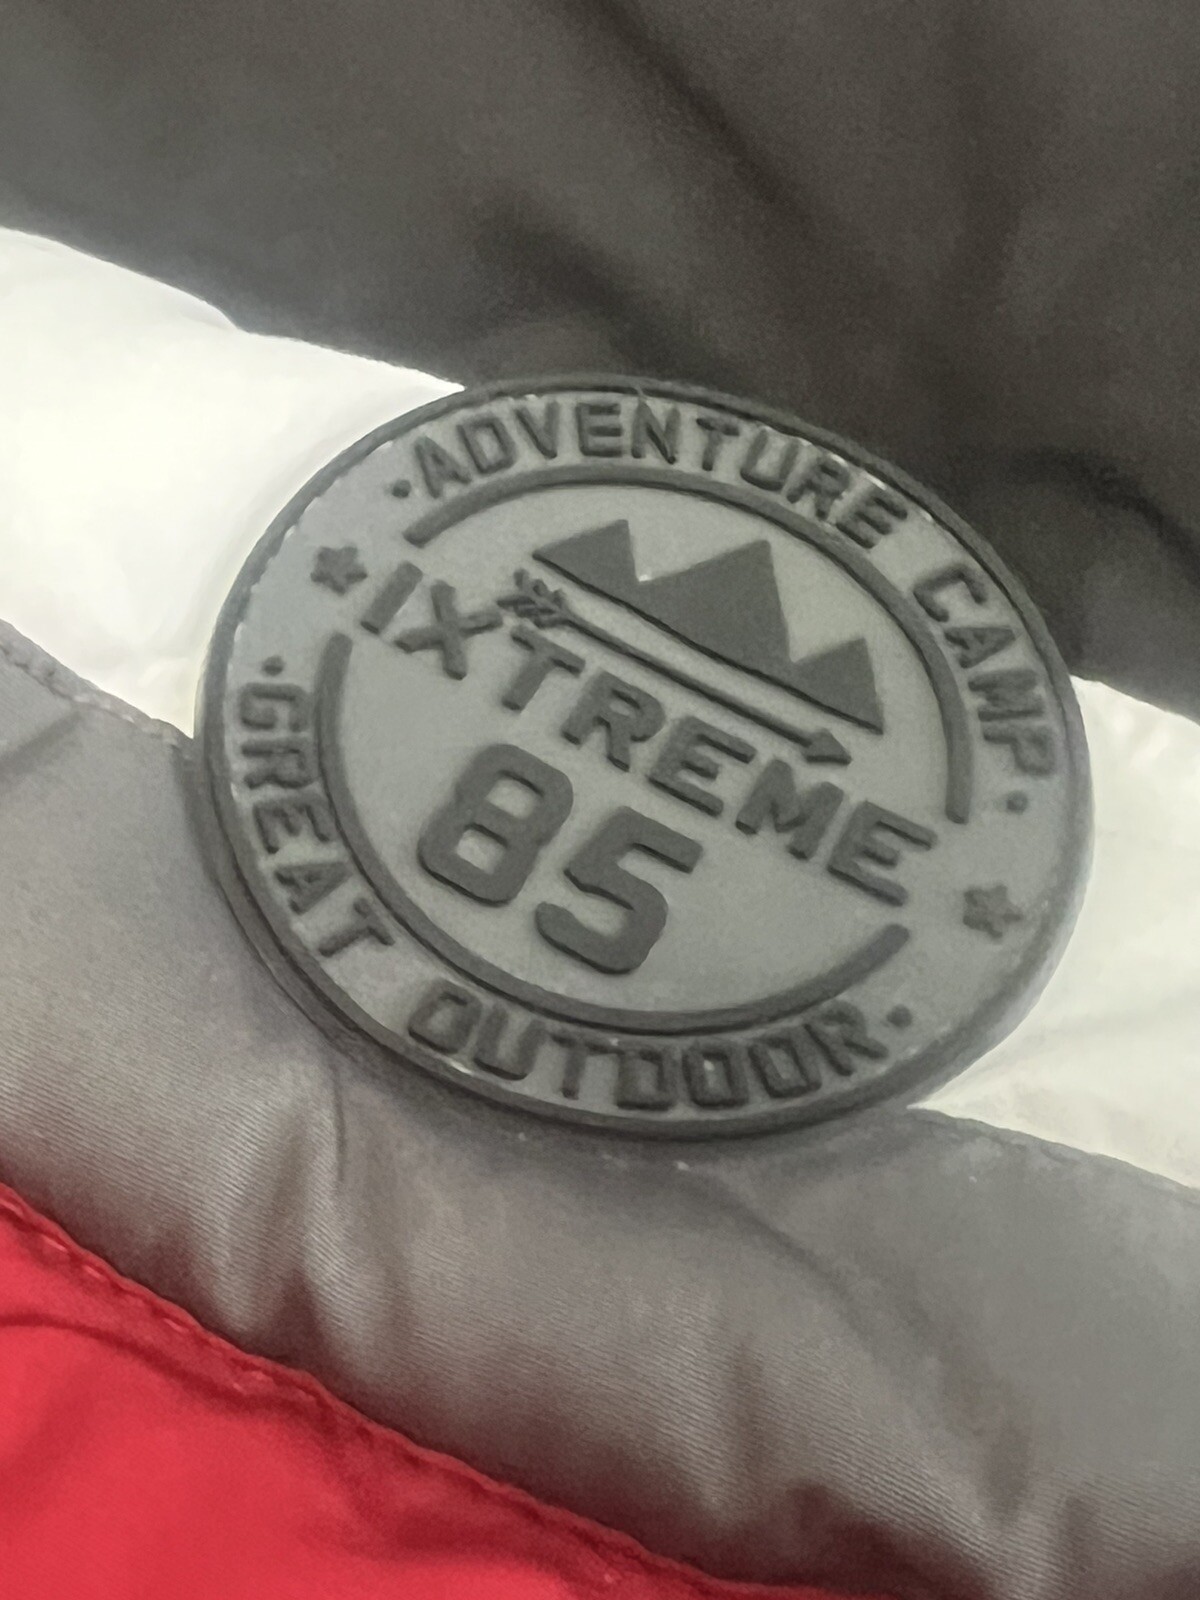 ·ADVENTURE CAMP·
IXTREME
85
·GREAT OUTDOOR·